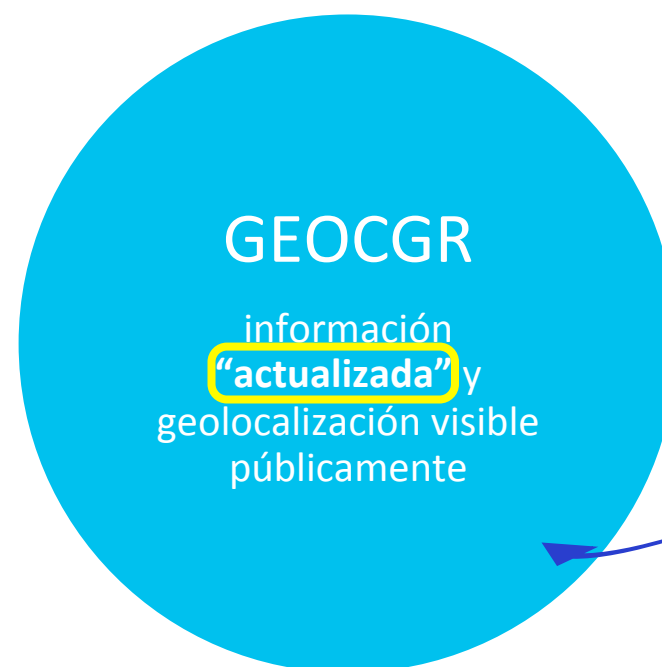 GEOCGR
información
“actualizada” y
geolocalización visible
públicamente